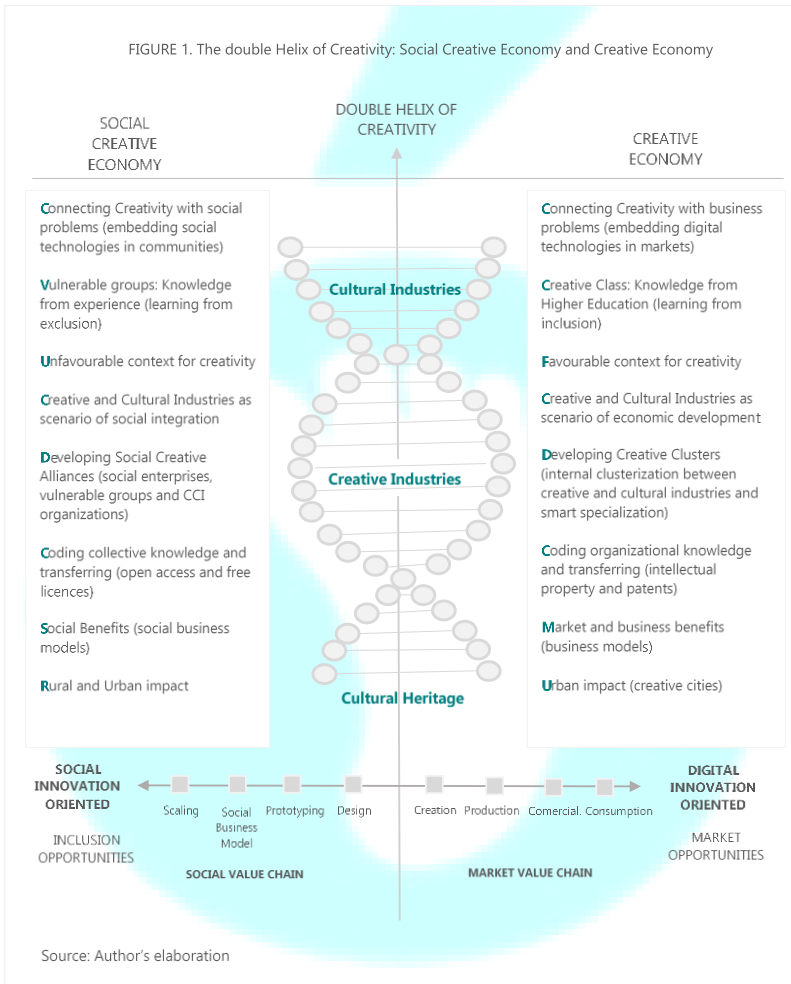 FIGURE 1. The double Helix of Creativity: Social Creative Economy and Creative Economy
DOUBLE HELIX OF
CREATIVITY
SOCIAL
CREATIVE
ECONOMY
CREATIVE
ECONOMY
Connecting Creativity with social
problems (embedding social
technologies in communities)
Vulnerable groups: Knowledge
from experience (learning from
exclusion)
Unfavourable context for creativity
Creative and Cultural Industries as
scenario of social integration
Developing Social Creative
Alliances (social enterprises,
vulnerable groups and CCI
organizations)
Coding collective knowledge and
transferring (open access and free
licences)
Social Benefits (social business
models)
Rural and Urban impact
Cultural Industries
Creative Industries
Cultural Heritage
Connecting Creativity with business
problems (embedding digital
technologies in markets)
Creative Class: Knowledge from
Higher Education (learning from
inclusion)
Favourable context for creativity
Creative and Cultural Industries as
scenario of economic development
Developing Creative Clusters
(internal clusterization between
creative and cultural industries and
smart specialization)
Coding organizational knowledge
and transferring (intellectual
property and patents)
Market and business benefits
(business models)
Urban impact (creative cities)
SOCIAL
INNOVATION
ORIENTED
INCLUSION
OPPORTUNITIES
Scaling
Social
Business
Model
Prototyping
Design
SOCIAL VALUE CHAIN
Creation
Production
Comercial.
Consumption
MARKET VALUE CHAIN
DIGITAL
INNOVATION
ORIENTED
MARKET
OPPORTUNITIES
Source: Author's elaboration